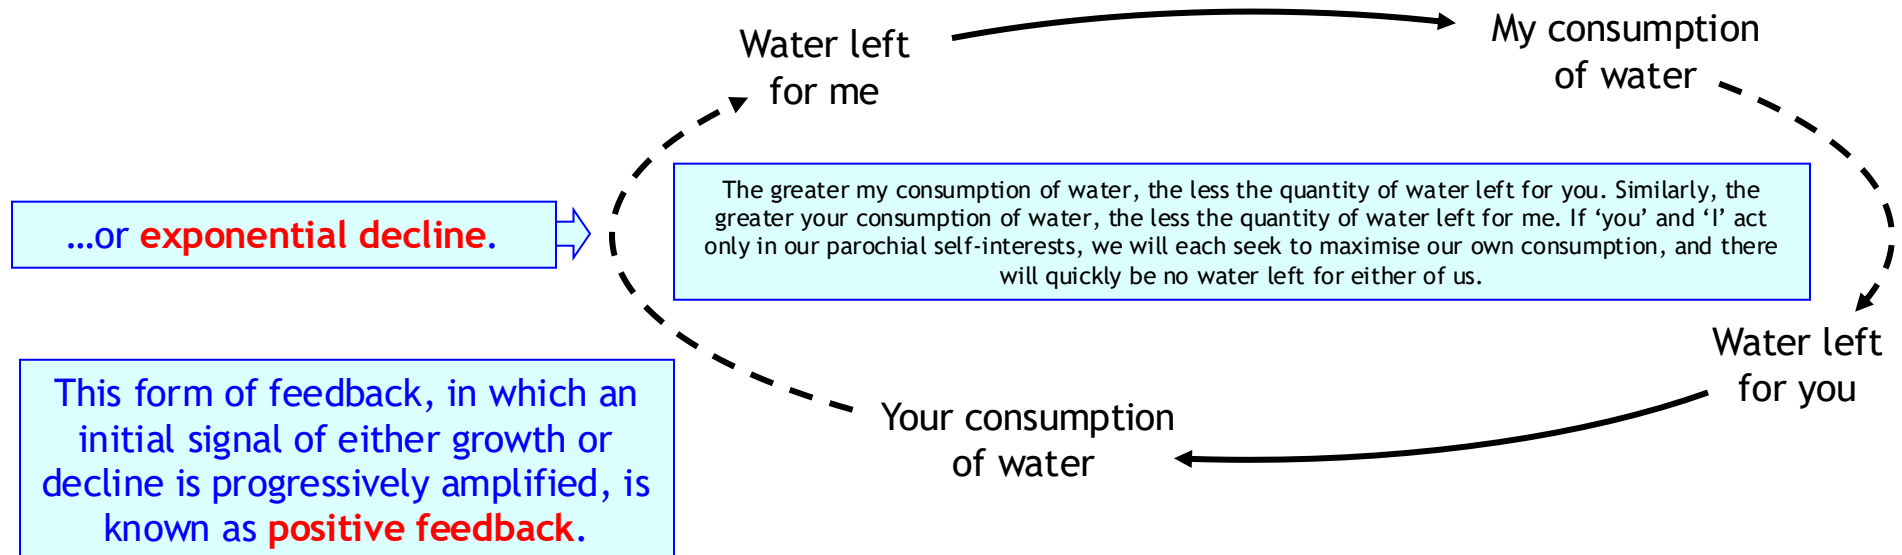 Water left
for me
My consumption
of water
The greater my consumption of water, the less the quantity of water left for you. Similarly, the
greater your consumption of water, the less the quantity of water left for me. If ‘you’ and ‘I’ act
only in our parochial self-interests, we will each seek to maximise our own consumption, and there
will quickly be no water left for either of us.
…or exponential decline.
Water left
for you
This form of feedback, in which an
initial signal of either growth or
decline is progressively amplified, is
known as positive feedback.
Your consumption
of water